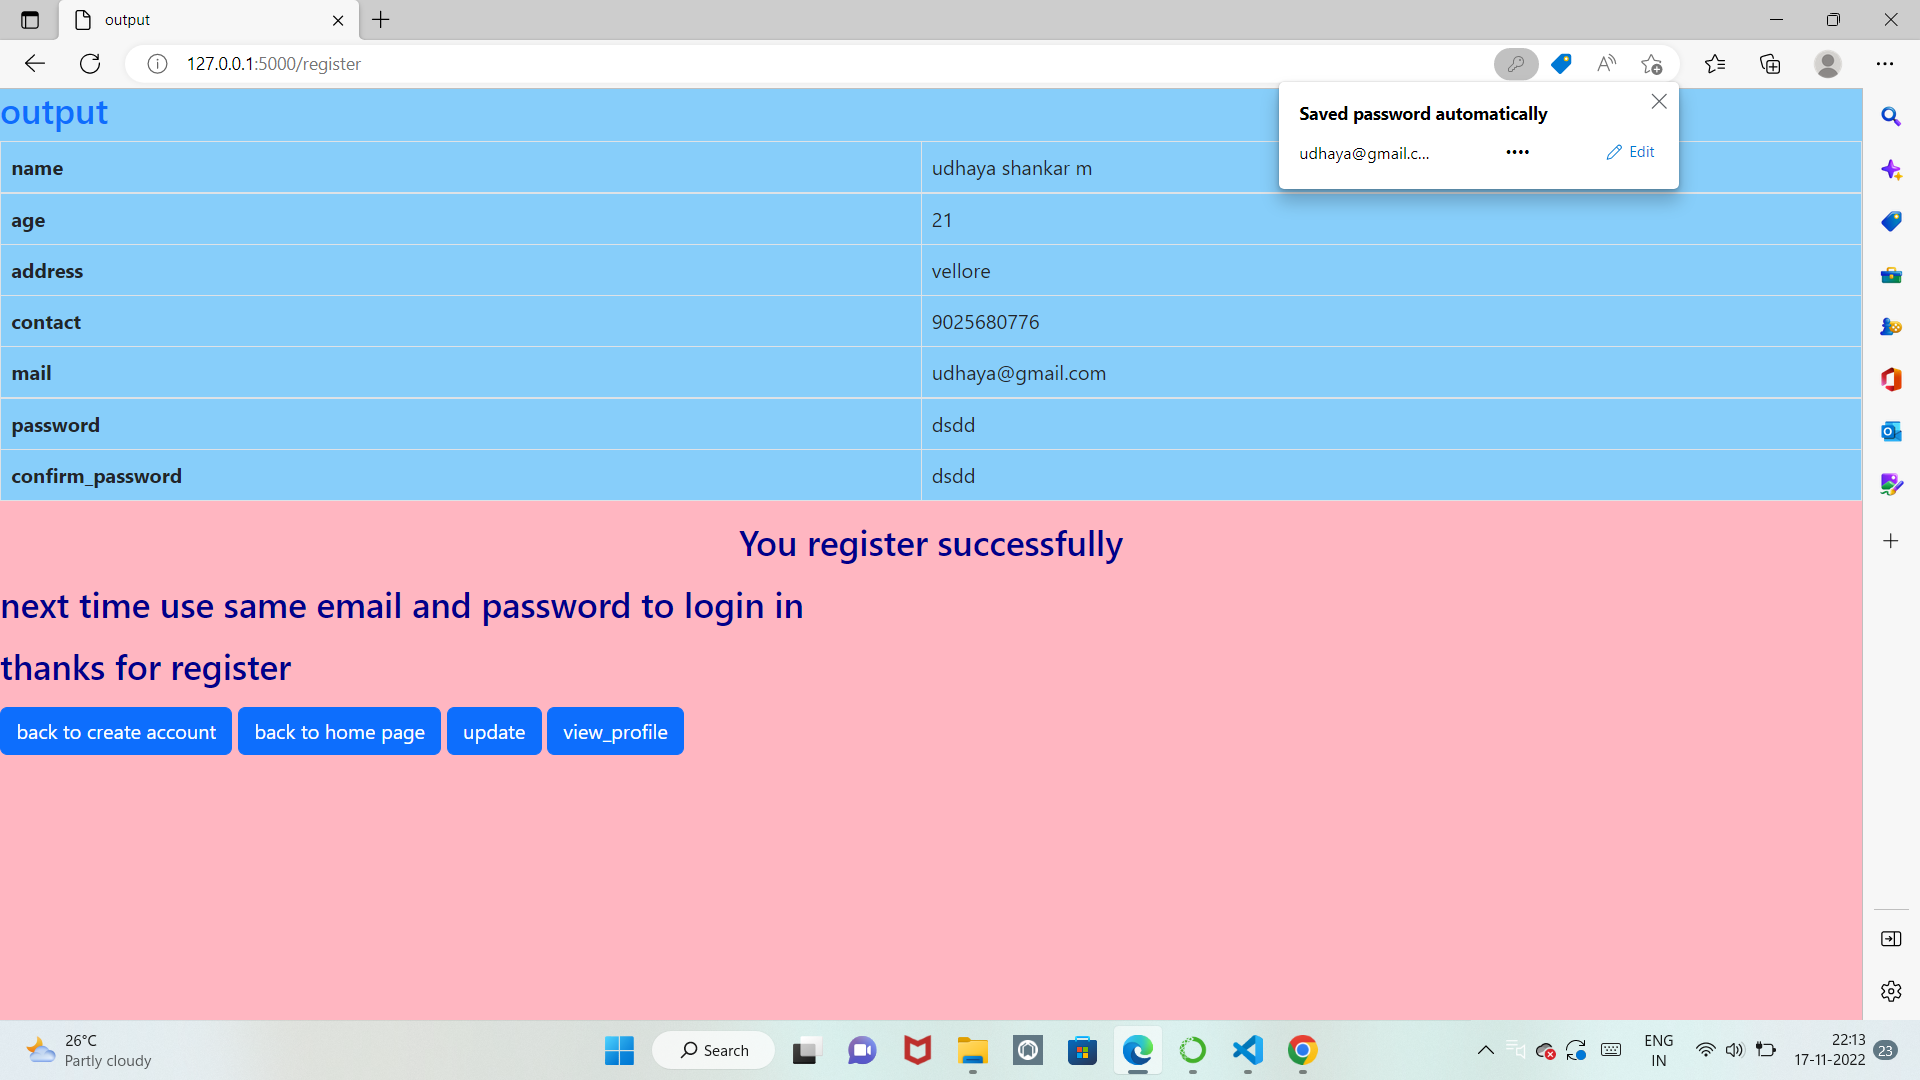 output
127.0.0.1:5000/register
output
Saved password automatically
udhaya@gmail.c... •••• Edit
name udhaya shankar m
age 21
address vellore
contact 9025680776
mail udhaya@gmail.com
password dsdd
confirm_password dsdd
You register successfully
next time use same email and password to login in
thanks for register
back to create account back to home page update view_profile
26°C
Partly cloudy
Search
ENG
IN
22:13
17-11-2022
23